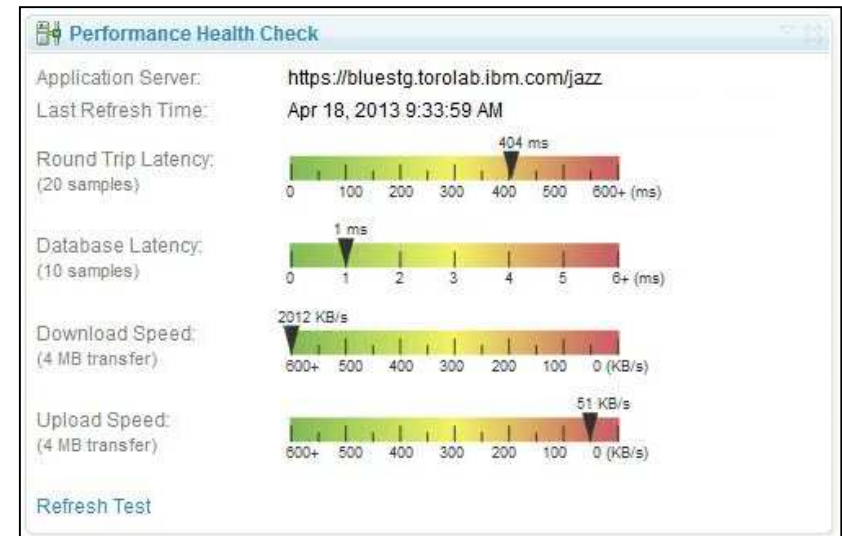 Performance Health Check
Application Server: https://bluestg.torolab.ibm.com/jazz
Last Refresh Time: Apr 18, 2013 9:33:59 AM
404 ms
Round Trip Latency:
(20 samples)
0 100 200 300 400 500 600+ (ms)
1 ms
Database Latency:
(10 samples)
0 1 2 3 4 5 6+ (ms)
2012 KB/s
Download Speed:
(4 MB transfer)
600+ 500 400 300 200 100 0 (KB/s)
51 KB/s
Upload Speed:
(4 MB transfer)
600+ 500 400 300 200 100 0 (KB/s)
Refresh Test